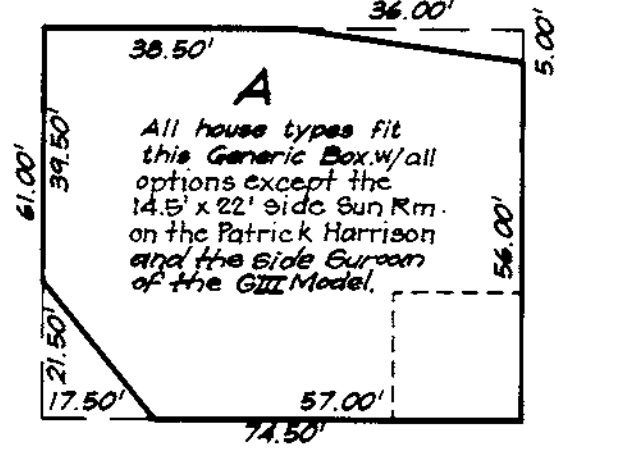 36.00'
38.50'
5.00'
A
All house types fit
this Generic Box w/all
options except the
14.5' x 22' side Sun Rm.
on the Patrick Harrison
and the side Suroom
of the GIII Model.
61.00'
39.50'
56.00'
21.50'
17.50'
57.00'
74.50'